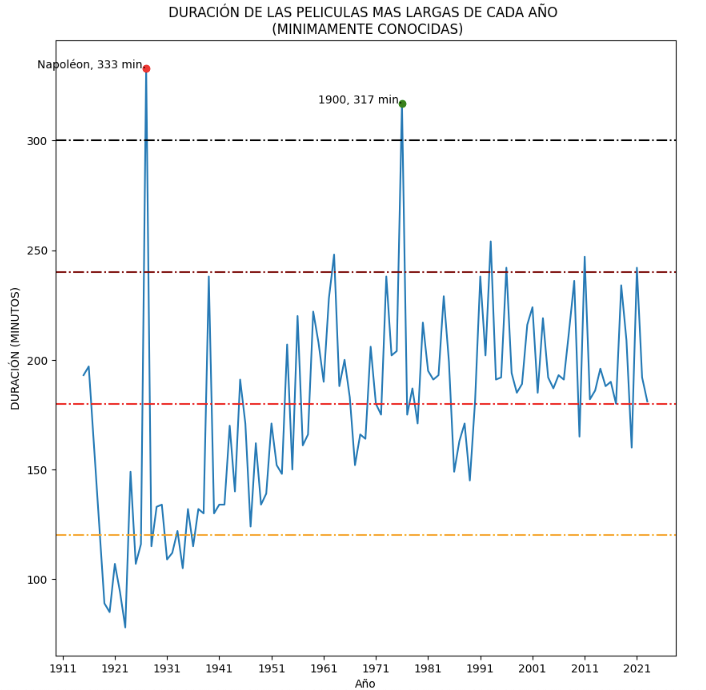 DURACIÓN DE LAS PELICULAS MAS LARGAS DE CADA AÑO
(MINIMAMENTE CONOCIDAS)
Napoléon, 333 min.
1900, 317 min.
300
250
200
150
100
DURACIÓN (MINUTOS)
1911 1921 1931 1941 1951 1961 1971 1981 1991 2001 2011 2021
Año